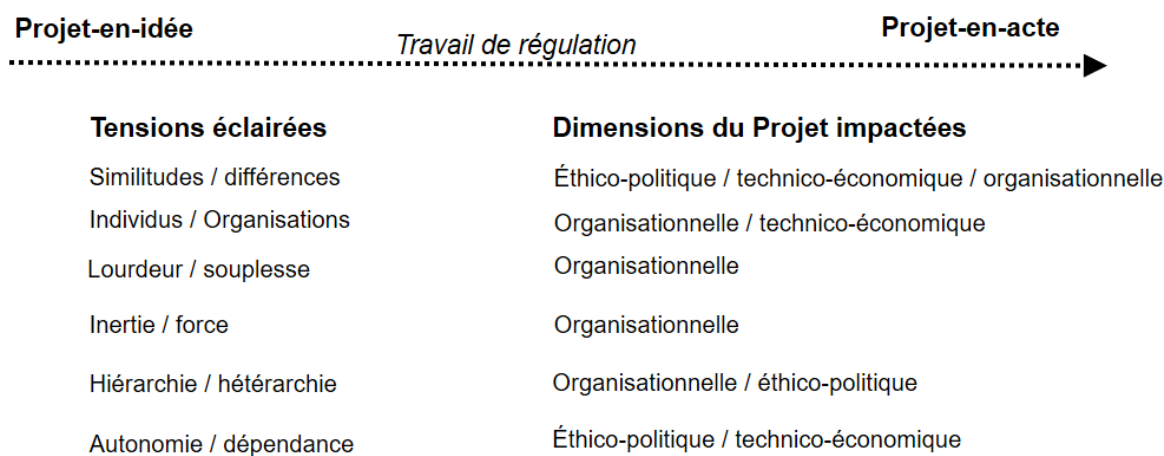 Projet-en-idée
Travail de régulation
Projet-en-acte
Tensions éclairées Dimensions du Projet impactées
Similitudes / différences Éthico-politique / technico-économique / organisationnelle
Individus / Organisations Organisationnelle / technico-économique
Lourdeur / souplesse Organisationnelle
Inertie / force Organisationnelle
Hiérarchie / hétérarchie Organisationnelle / éthico-politique
Autonomie / dépendance Éthico-politique / technico-économique